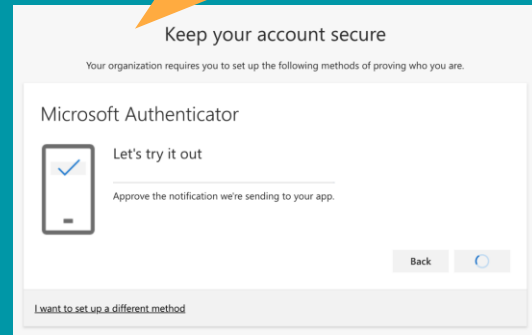 Keep your account secure
Your organization requires you to set up the following methods of proving who you are.
Microsoft Authenticator
Let's try it out
Approve the notification we're sending to your app.
Back
I want to set up a different method